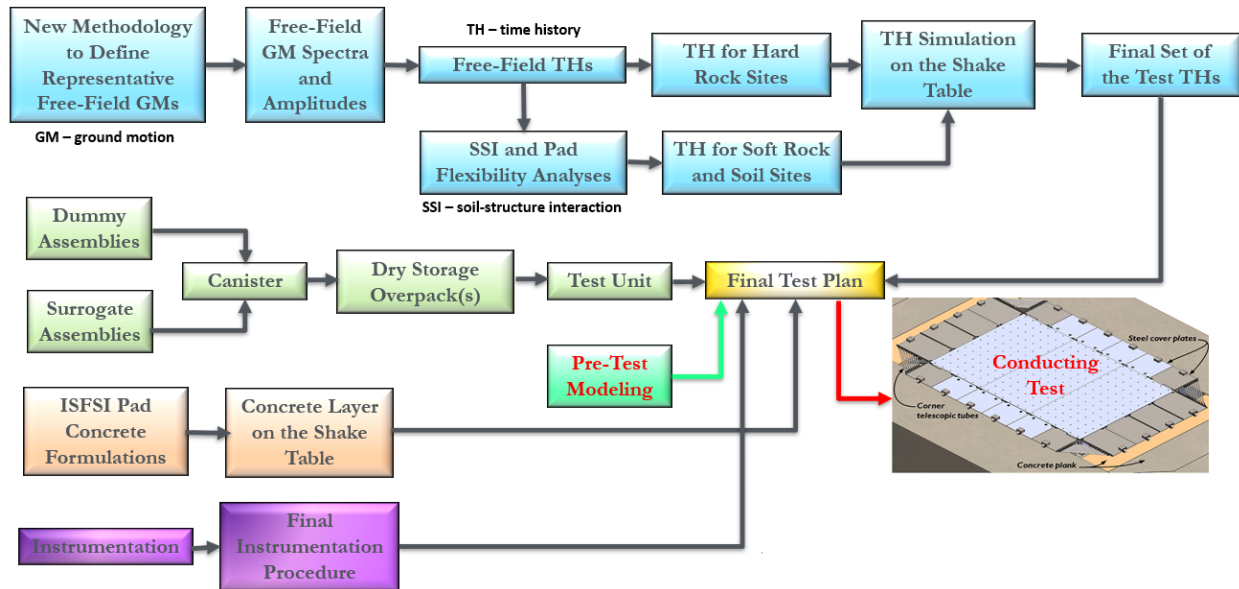 New Methodology
to Define
Representative
Free-Field GMs
GM – ground motion
Free-Field
GM Spectra
and
Amplitudes
TH – time history
Free-Field THs
TH for Hard
Rock Sites
TH Simulation
on the Shake
Table
Final Set of
the Test THs
SSI and Pad
Flexibility Analyses
SSI – soil-structure interaction
TH for Soft Rock
and Soil Sites
Dummy
Assemblies
Surrogate
Assemblies
Canister
Dry Storage
Overpack(s)
Test Unit
Final Test Plan
Pre-Test
Modeling
Steel cover plates
Conducting
Test
Corner
telescopic tubes
Concrete plank
ISFSI Pad
Concrete
Formulations
Concrete Layer
on the Shake
Table
Instrumentation
Final
Instrumentation
Procedure